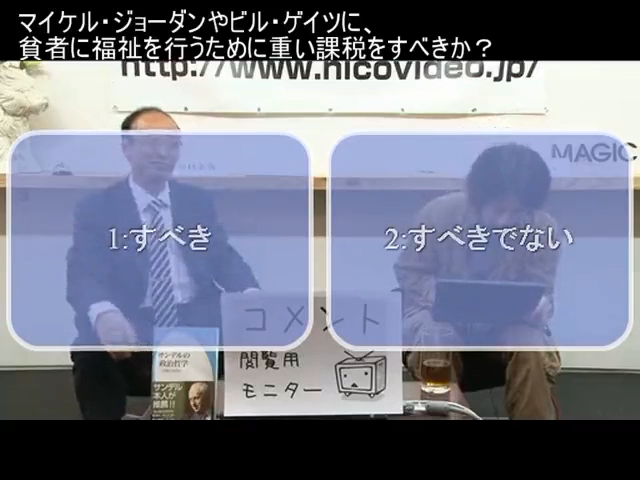 マイケル・ジョーダンやビル・ゲイツに、
貧者に福祉を行うために重い課税をすべきか？
http://www.nicovideo.jp/
MAGIC
1:すべき
2:すべきでない
コメント
閲覧用
モニター
サンデルの
政治哲学
サンデル
本人が
推薦!!